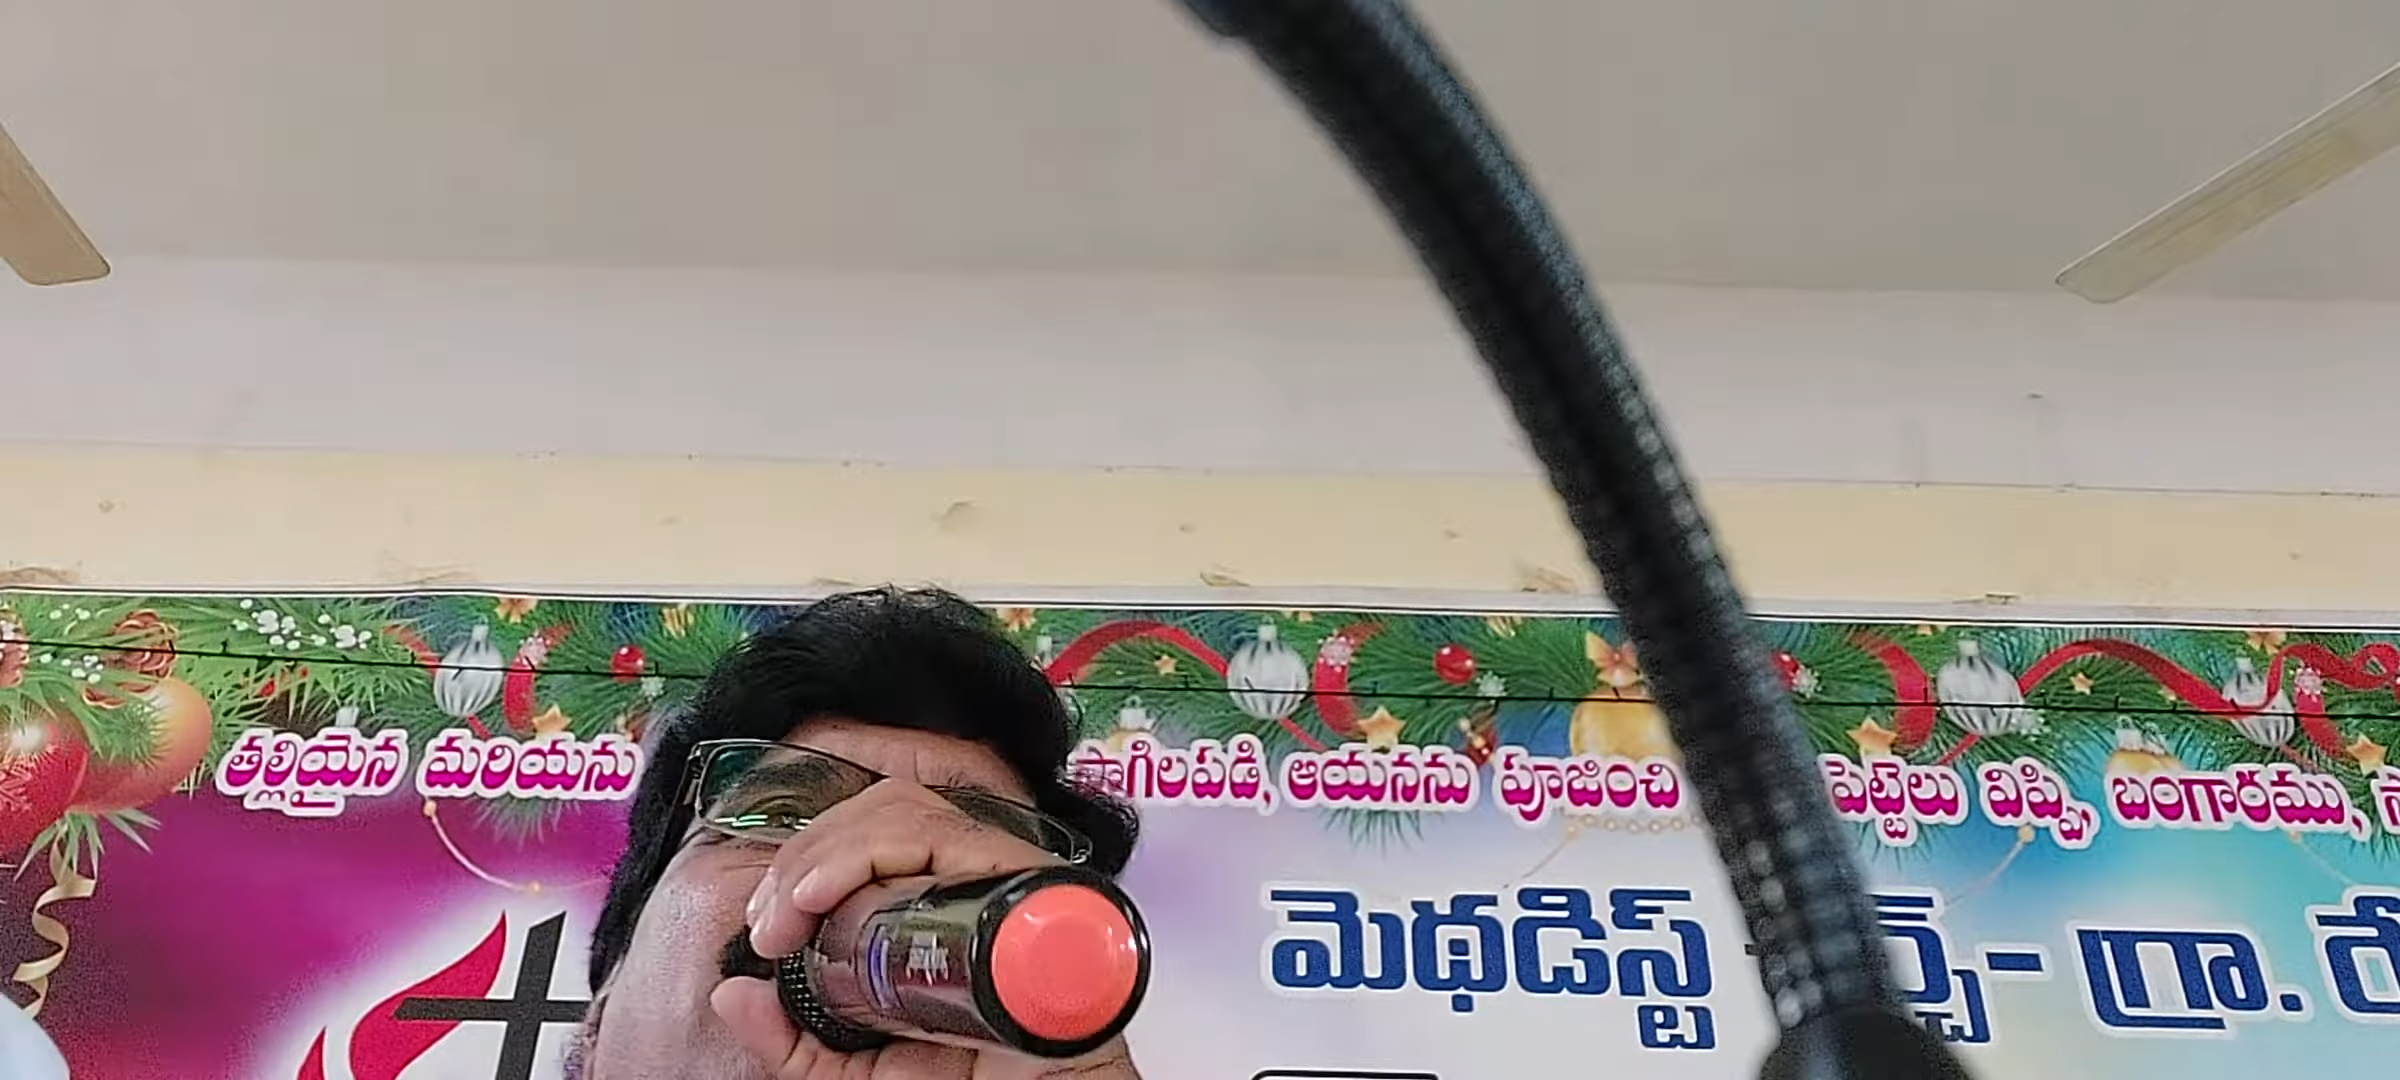 తల్లియైన మరియను సాగిలపడి, ఆయనను పూజించి పెట్టెలు విప్పి, బంగారము,
మెథడిస్ట్ - గ్రా.